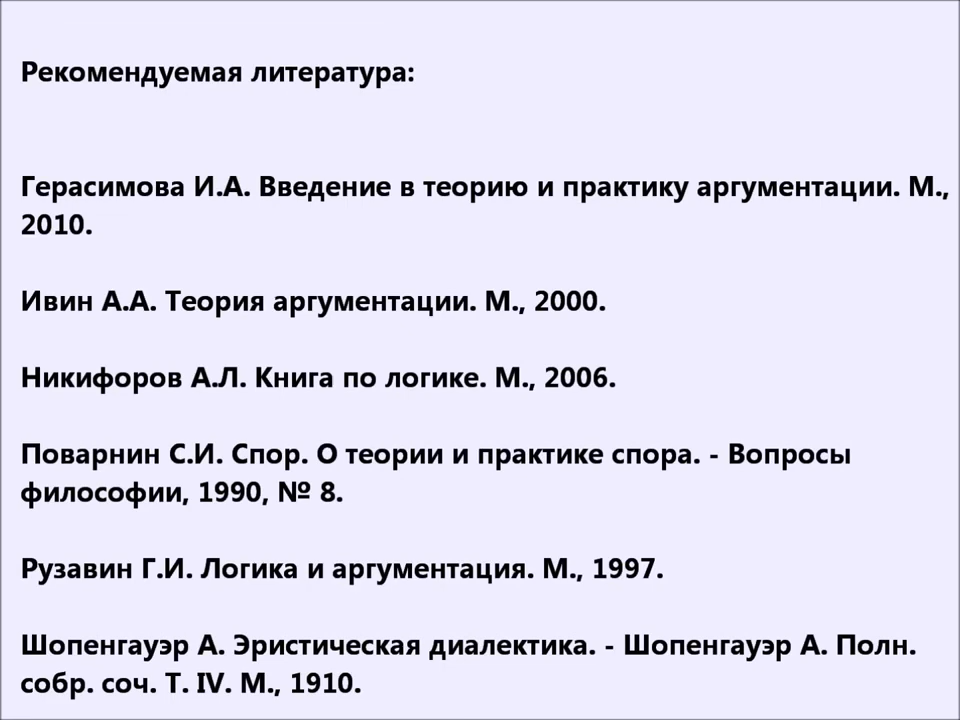 Рекомендуемая литература:
Герасимова И.А. Введение в теорию и практику аргументации. М.,
2010.
Ивин А.А. Теория аргументации. М., 2000.
Никифоров А.Л. Книга по логике. М., 2006.
Поварнин С.И. Спор. О теории и практике спора. - Вопросы
философии, 1990, № 8.
Рузавин Г.И. Логика и аргументация. М., 1997.
Шопенгауэр А. Эристическая диалектика. - Шопенгауэр А. Полн.
собр. соч. Т. IV. М., 1910.